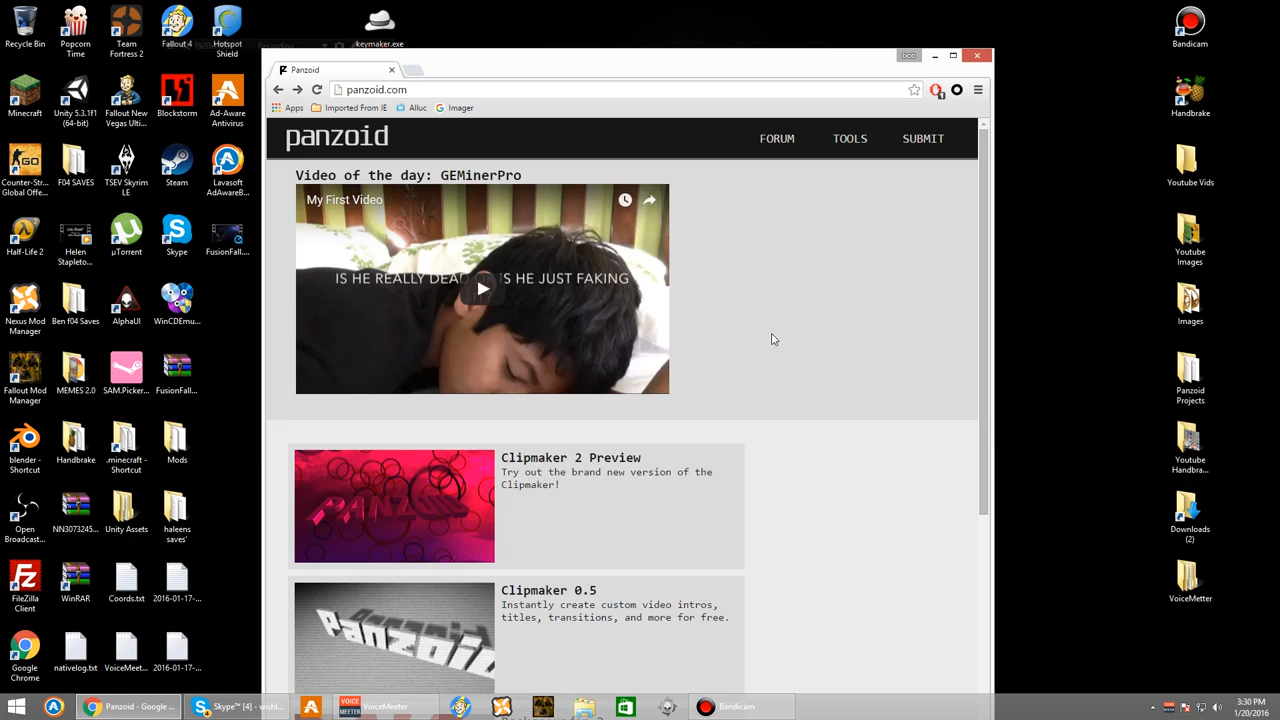 Recycle Bin
Popcorn Time
Team Fortress 2
Fallout 4
Hotspot Shield
keymaker.exe
Bandicam
bob
Panzoid
panzoid.com
Apps
Imported From IE
Alluc
Imager
Minecraft
Unity 5.3.1f1 (64-bit)
Fallout New Vegas Ulti...
Blockstorm
Ad-Aware Antivirus
Handbrake
panzoid
FORUM
TOOLS
SUBMIT
Video of the day: GEMinerPro
My First Video
IS HE REALLY DEAD OR IS HE JUST FAKING
Counter-Str... Global Offe...
F04 SAVES
TSEV Skyrim LE
Steam
Lavasoft AdAwareB...
Youtube Vids
Half-Life 2
Helen Stapleto...
µTorrent
Skype
FusionFall...
Youtube Images
Nexus Mod Manager
Ben f04 Saves
AlphaUI
WinCDEmu...
Images
Fallout Mod Manager
MEMES 2.0
SAM.Picker...
FusionFall...
Panzoid Projects
blender - Shortcut
Handbrake
.minecraft - Shortcut
Mods
Youtube Handbra...
Clipmaker 2 Preview
Try out the brand new version of the
Clipmaker!
PANZOID
Open Broadcast...
NN3073245...
Unity Assets
haleens saves'
Downloads (2)
FileZilla Client
WinRAR
Coords.txt
2016-01-17-...
VoiceMetter
Clipmaker 0.5
Instantly create custom video intros,
titles, transitions, and more for free.
Panzoid
Google Chrome
nativelog.txt
VoiceMeet...
2016-01-17-...
Panzoid - Google ...
Skype™ [4] - wishl...
VOICE MEETER
VoiceMeeter
Bandicam
3:30 PM
1/20/2016